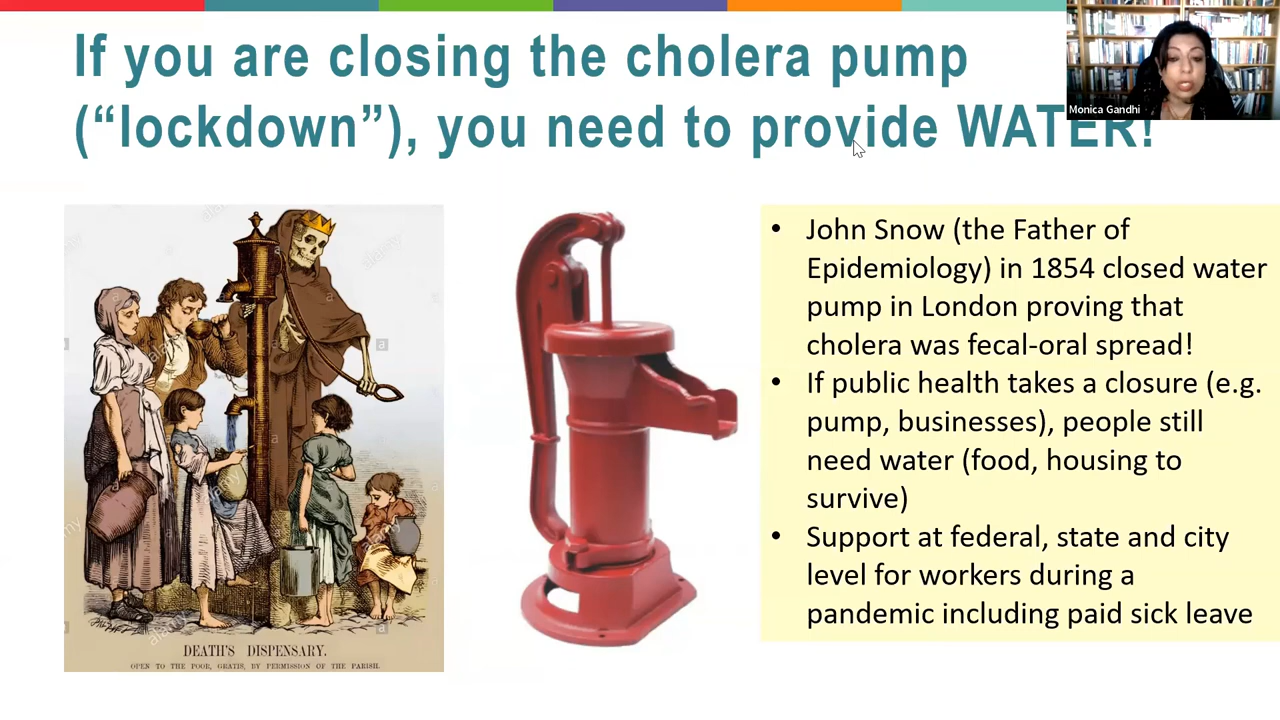 If you are closing the cholera pump
(“lockdown”), you need to provide WATER!
Monica Gandhi
DEATH'S DISPENSARY.
OPEN TO THE POOR, GRATIS, BY PERMISSION OF THE PARISH.
• John Snow (the Father of
Epidemiology) in 1854 closed water
pump in London proving that
cholera was fecal-oral spread!
• If public health takes a closure (e.g.
pump, businesses), people still
need water (food, housing to
survive)
• Support at federal, state and city
level for workers during a
pandemic including paid sick leave